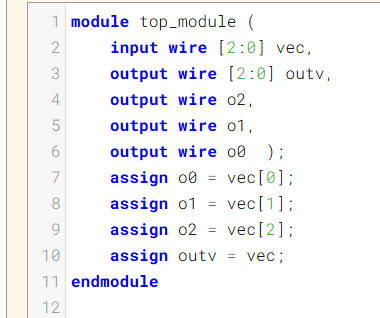 1 module top_module (
2     input wire [2:0] vec,
3     output wire [2:0] outv,
4     output wire o2,
5     output wire o1,
6     output wire o0  );
7     assign o0 = vec[0];
8     assign o1 = vec[1];
9     assign o2 = vec[2];
10     assign outv = vec;
11 endmodule
12